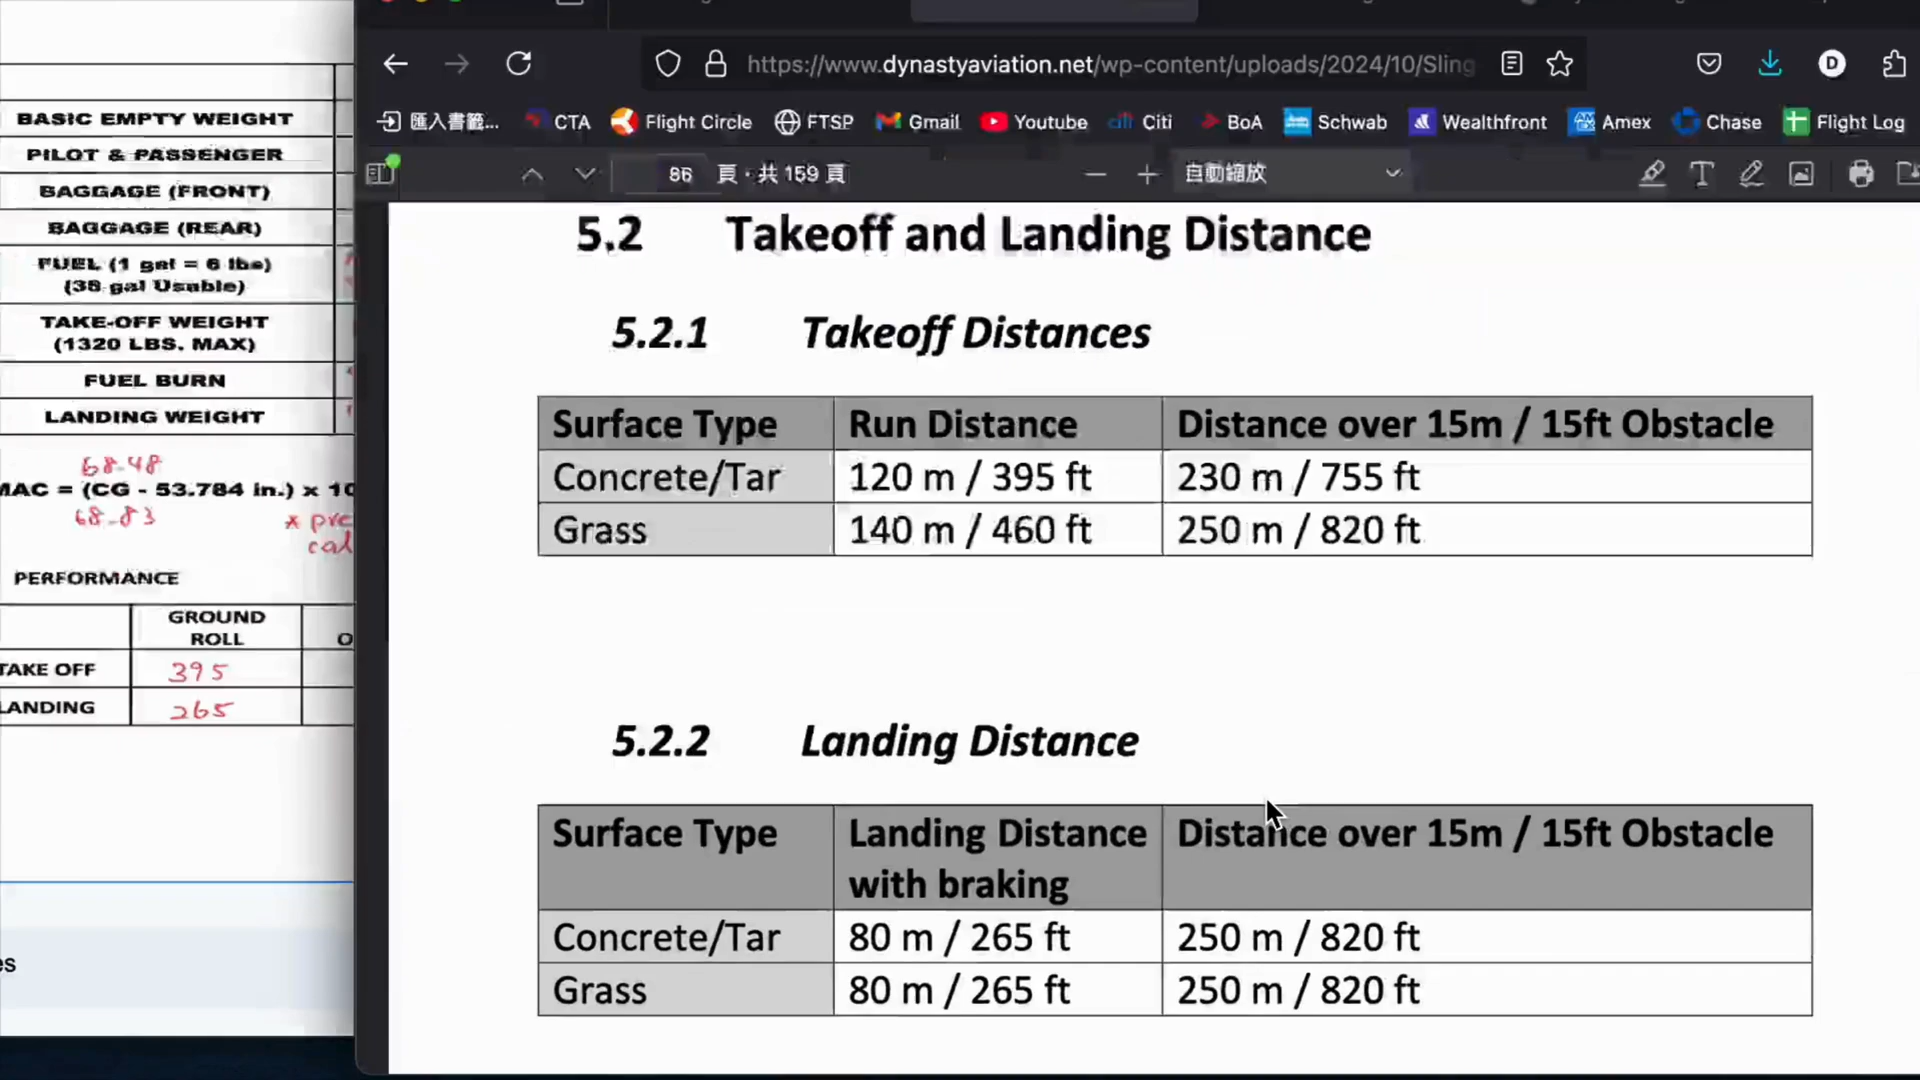 https://www.dynastyaviation.net/wp-content/uploads/2024/10/Sling
D
匯入書籤...
CTA
Flight Circle
FTSP
Gmail
Youtube
citi Citi
BoA
Schwab
Wealthfront
Amex
Chase
Flight Log
86 頁，共 159 頁
自動縮放
BASIC EMPTY WEIGHT
PILOT & PASSENGER
BAGGAGE (FRONT)
BAGGAGE (REAR)
FUEL (1 gal = 6 lbs)
(38 gal Usable)
TAKE-OFF WEIGHT
(1320 LBS. MAX)
FUEL BURN
LANDING WEIGHT
68.48
MAC = (CG - 53.784 in.) x 10
68.83
* pre
cal
PERFORMANCE
GROUND
ROLL
O
TAKE OFF
395
LANDING
265
es
5.2 Takeoff and Landing Distance
5.2.1 Takeoff Distances
Surface Type Run Distance Distance over 15m / 15ft Obstacle
Concrete/Tar 120 m / 395 ft 230 m / 755 ft
Grass 140 m / 460 ft 250 m / 820 ft
5.2.2 Landing Distance
Surface Type Landing Distance Distance over 15m / 15ft Obstacle
with braking
Concrete/Tar 80 m / 265 ft 250 m / 820 ft
Grass 80 m / 265 ft 250 m / 820 ft